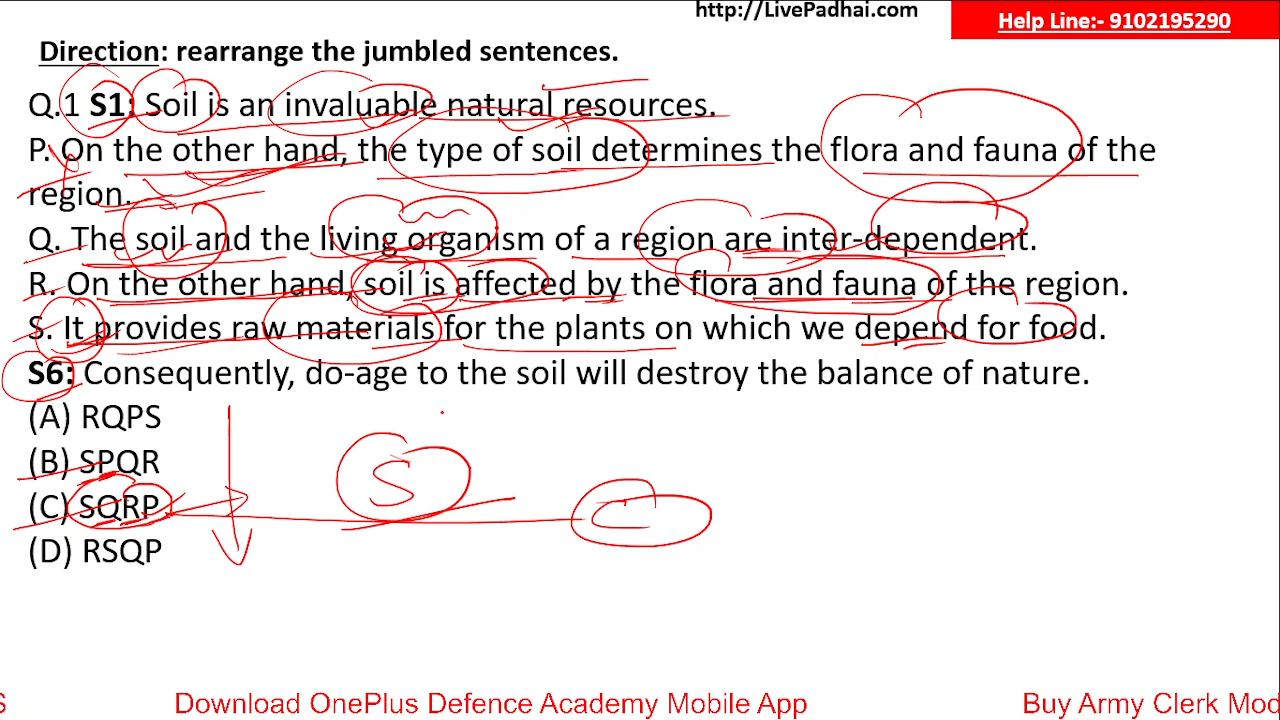 http://LivePadhai.com
Help Line:- 9102195290
Direction: rearrange the jumbled sentences.
Q.1 S1: Soil is an invaluable natural resources.
P. On the other hand, the type of soil determines the flora and fauna of the
region.
Q. The soil and the living organism of a region are inter-dependent.
R. On the other hand, soil is affected by the flora and fauna of the region.
S. It provides raw materials for the plants on which we depend for food.
S6: Consequently, do-age to the soil will destroy the balance of nature.
(A) RQPS
(B) SPQR
(C) SQRP
(D) RSQP
S
C
6 Download OnePlus Defence Academy Mobile App Buy Army Clerk Moc